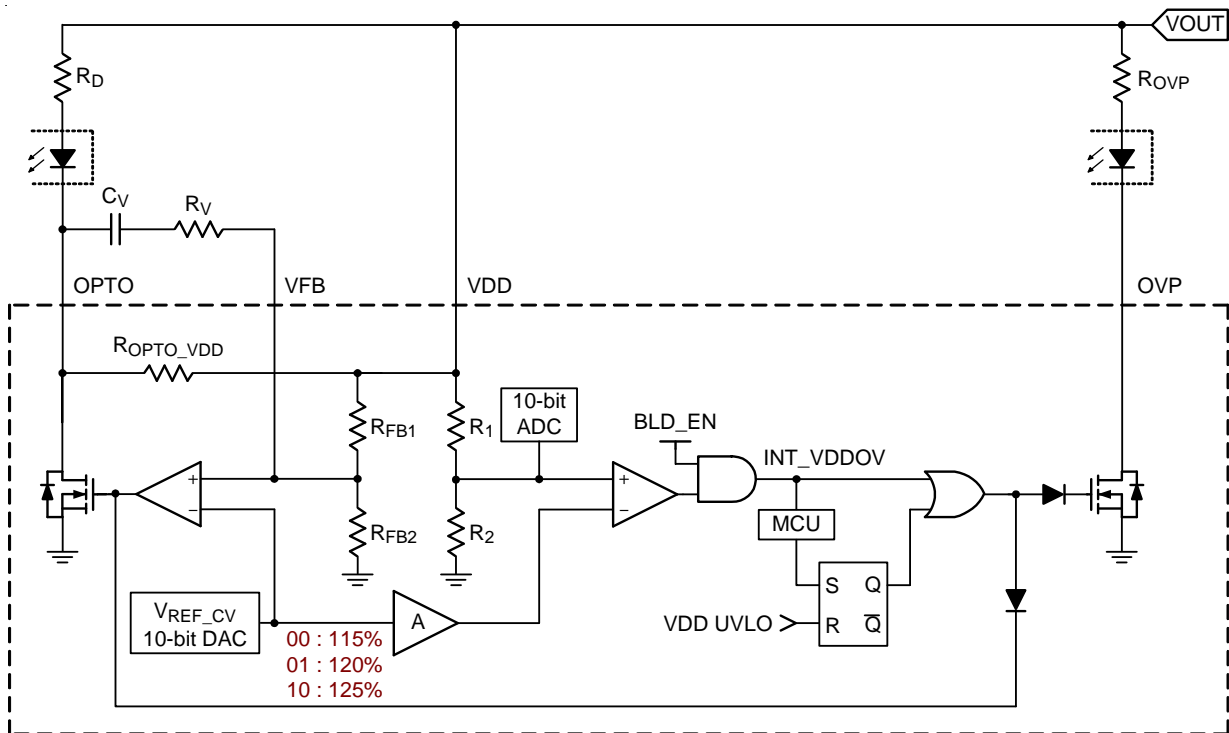 VOUT
RD
ROVP
CV
RV
OPTO
VFB
VDD
OVP
ROPTO_VDD
RFB1
R1
10-bit
ADC
BLD_EN
INT_VDDOV
+
−
RFB2
R2
+
−
MCU
S Q
R Q̅
VDD UVLO
VREF_CV
10-bit DAC
A
00 : 115%
01 : 120%
10 : 125%